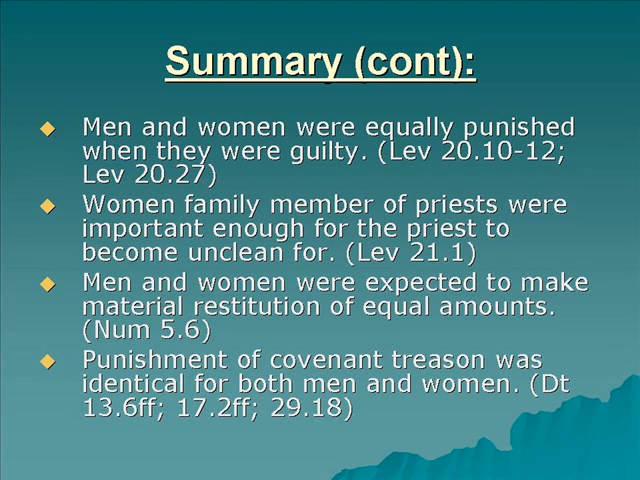 Summary (cont):
Men and women were equally punished
when they were guilty. (Lev 20.10-12;
Lev 20.27)
Women family member of priests were
important enough for the priest to
become unclean for. (Lev 21.1)
Men and women were expected to make
material restitution of equal amounts.
(Num 5.6)
Punishment of covenant treason was
identical for both men and women. (Dt
13.6ff; 17.2ff; 29.18)